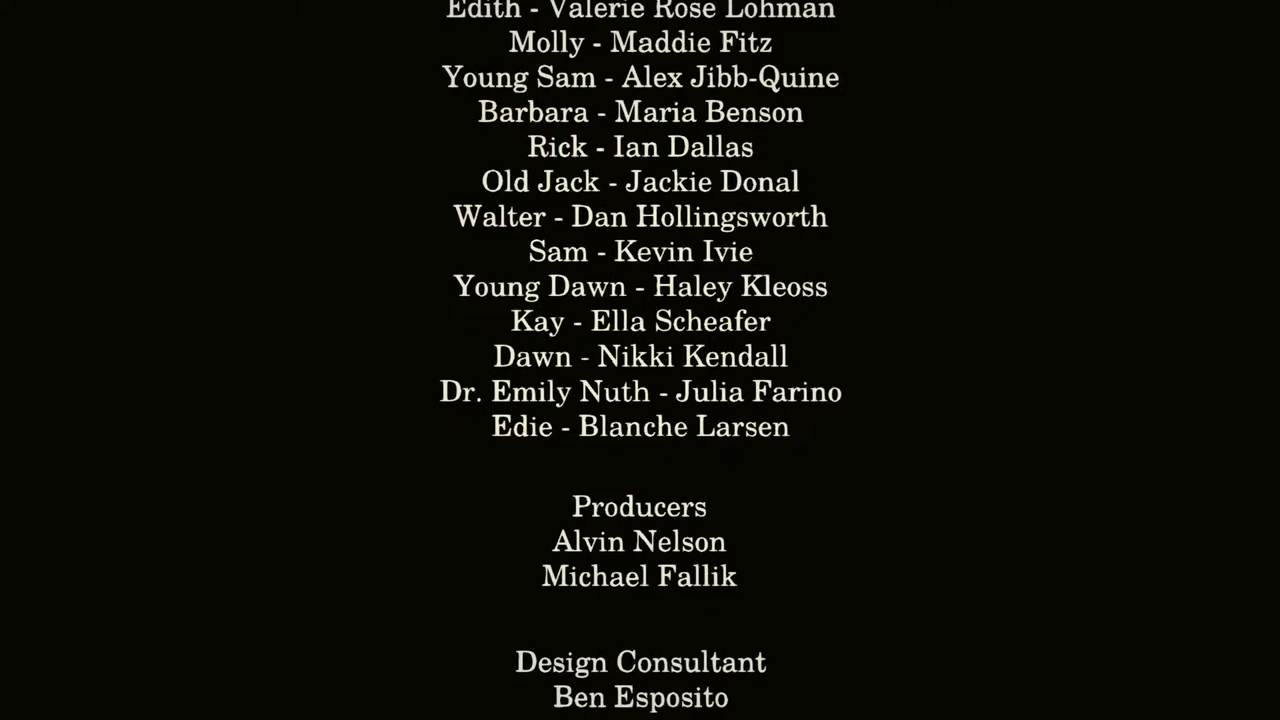 Edith - Valerie Rose Lohman
Molly - Maddie Fitz
Young Sam - Alex Jibb-Quine
Barbara - Maria Benson
Rick - Ian Dallas
Old Jack - Jackie Donal
Walter - Dan Hollingsworth
Sam - Kevin Ivie
Young Dawn - Haley Kleoss
Kay - Ella Scheafer
Dawn - Nikki Kendall
Dr. Emily Nuth - Julia Farino
Edie - Blanche Larsen
Producers
Alvin Nelson
Michael Fallik
Design Consultant
Ben Esposito